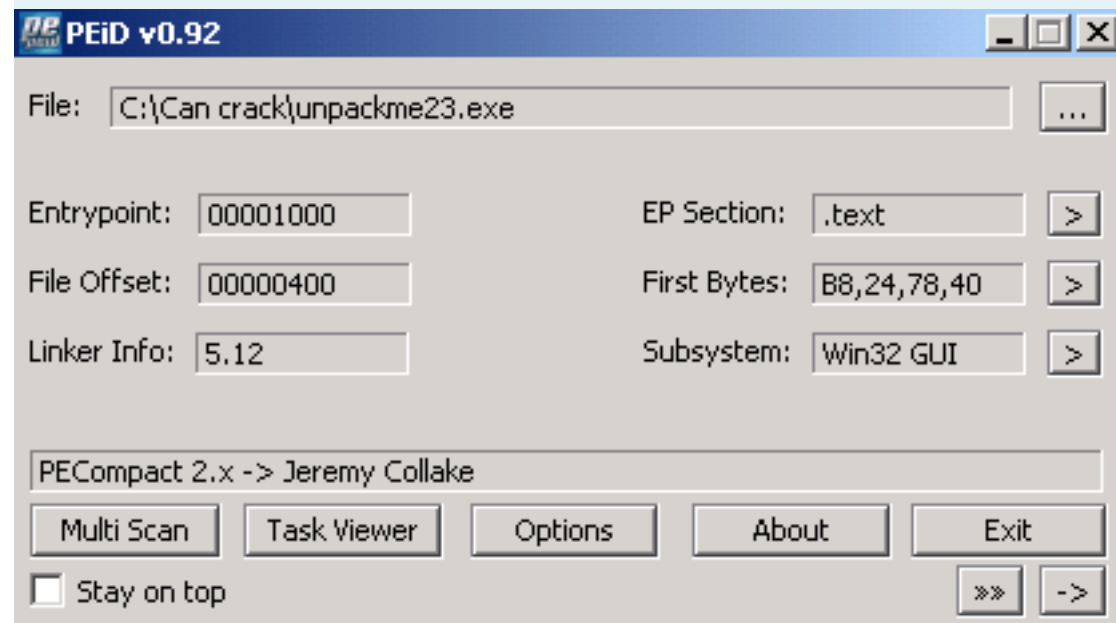 PEiD v0.92
File: C:\Can crack\unpackme23.exe ...
Entrypoint: 00001000 EP Section: .text >
File Offset: 00000400 First Bytes: B8,24,78,40 >
Linker Info: 5.12 Subsystem: Win32 GUI >
PECompact 2.x -> Jeremy Collake
Multi Scan Task Viewer Options About Exit
Stay on top »» ->